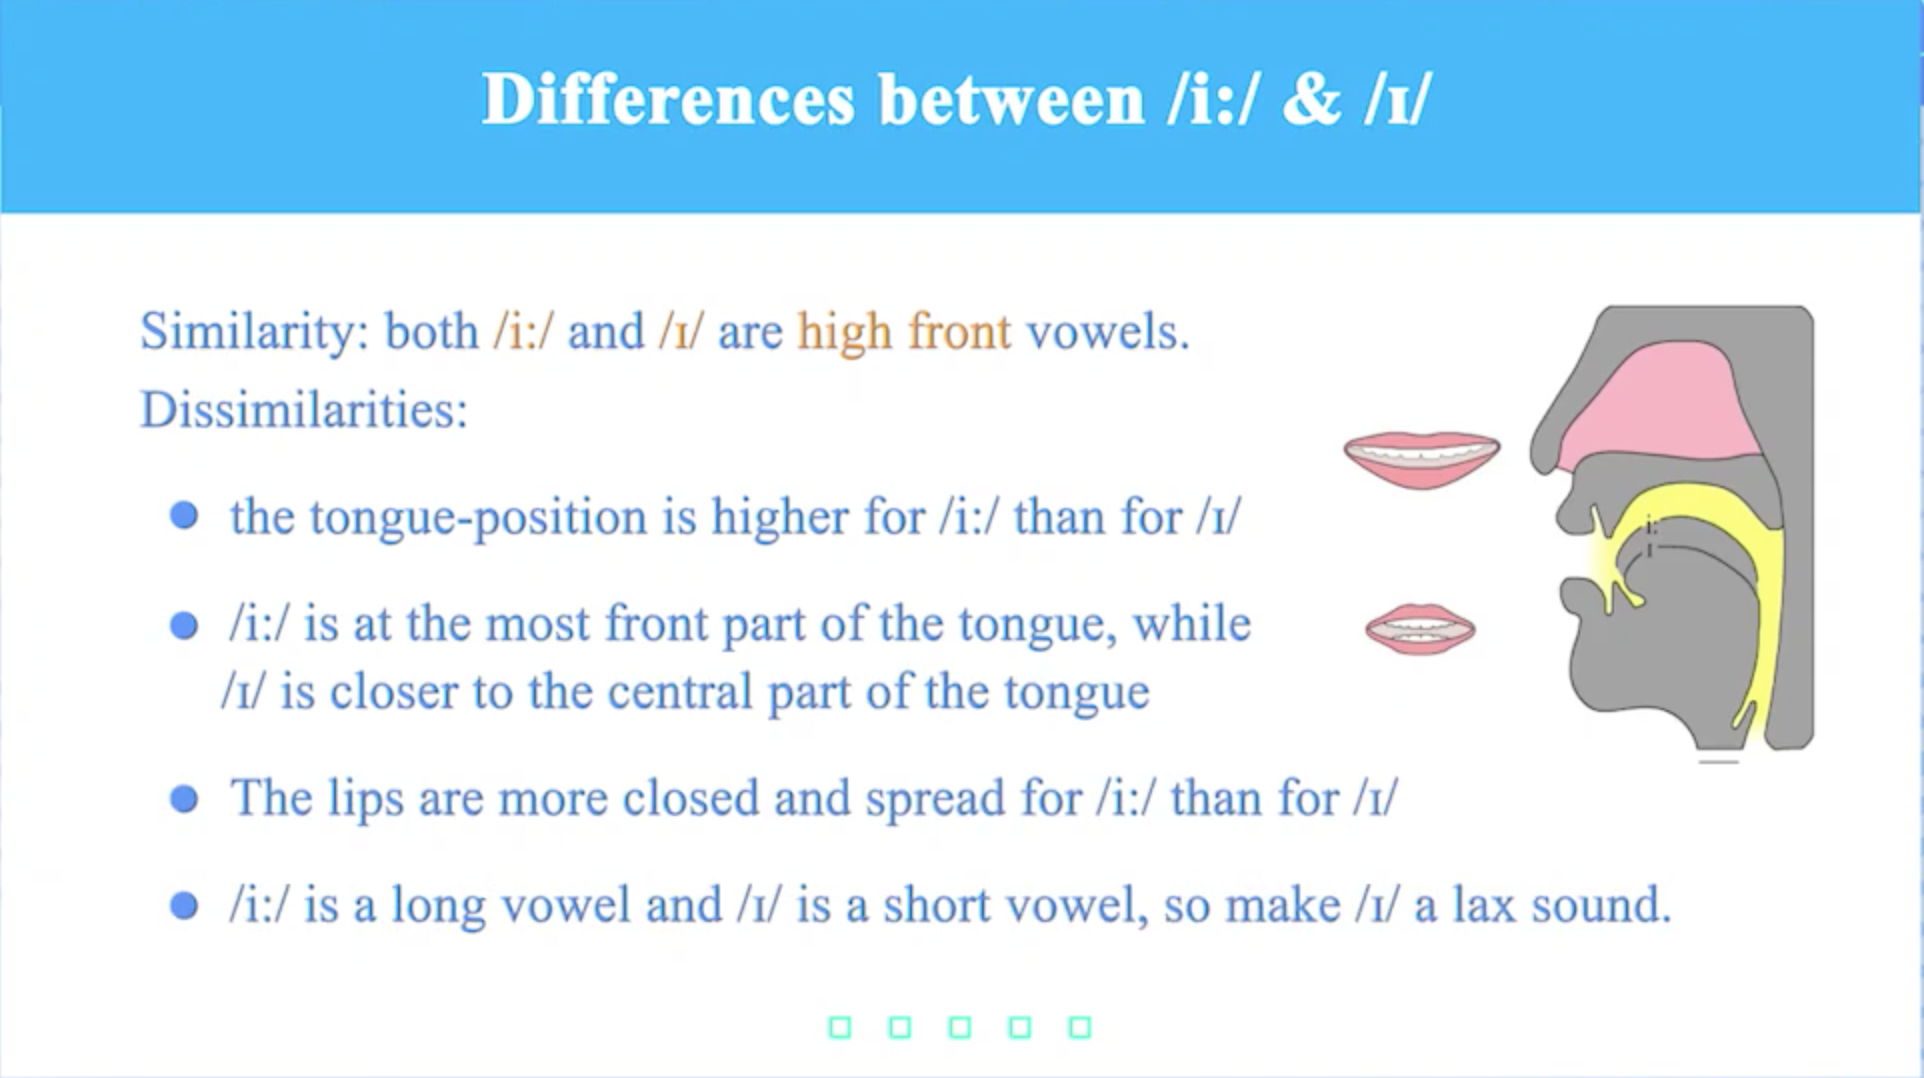 Differences between /i:/ & /ɪ/
Similarity: both /i:/ and /ɪ/ are high front vowels.
Dissimilarities:
the tongue-position is higher for /i:/ than for /ɪ/
/i:/ is at the most front part of the tongue, while
/ɪ/ is closer to the central part of the tongue
The lips are more closed and spread for /i:/ than for /ɪ/
/i:/ is a long vowel and /ɪ/ is a short vowel, so make /ɪ/ a lax sound.
i:
ɪ